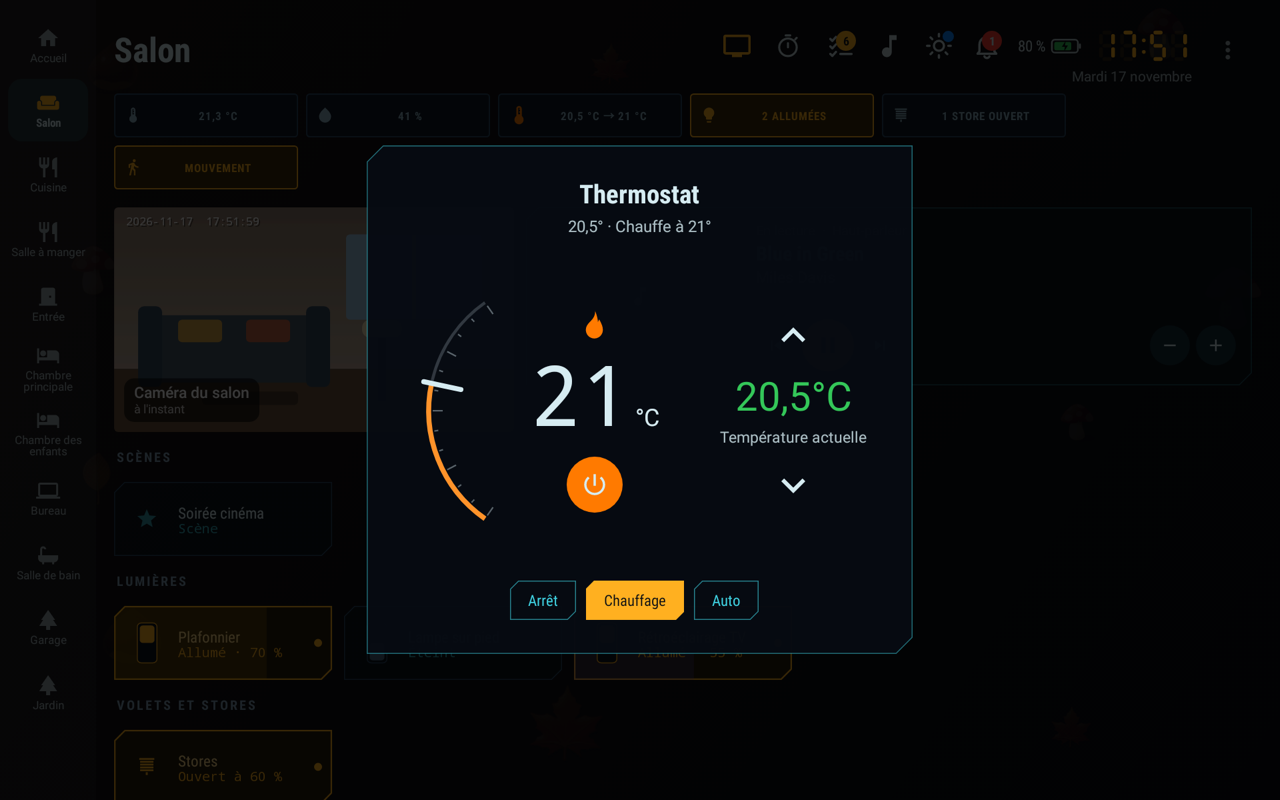 Accueil
Salon
Cuisine
Salle à manger
Entrée
Chambre
principale
Chambre des
enfants
Bureau
Salle de bain
Garage
Jardin
Salon
6
1
80 %
17:51
Mardi 17 novembre
21,3 °C
41 %
20,5 °C → 21 °C
2 ALLUMÉES
1 STORE OUVERT
MOUVEMENT
2026-11-17 17:51:59
Caméra du salon
à l'instant
Thermostat
20,5° · Chauffe à 21°
21 °C
20,5°C
Température actuelle
Arrêt
Chauffage
Auto
SCÈNES
Soirée cinéma
Scène
LUMIÈRES
Plafonnier
Allumé · 70 %
Éteint
VOLETS ET STORES
Stores
Ouvert à 60 %